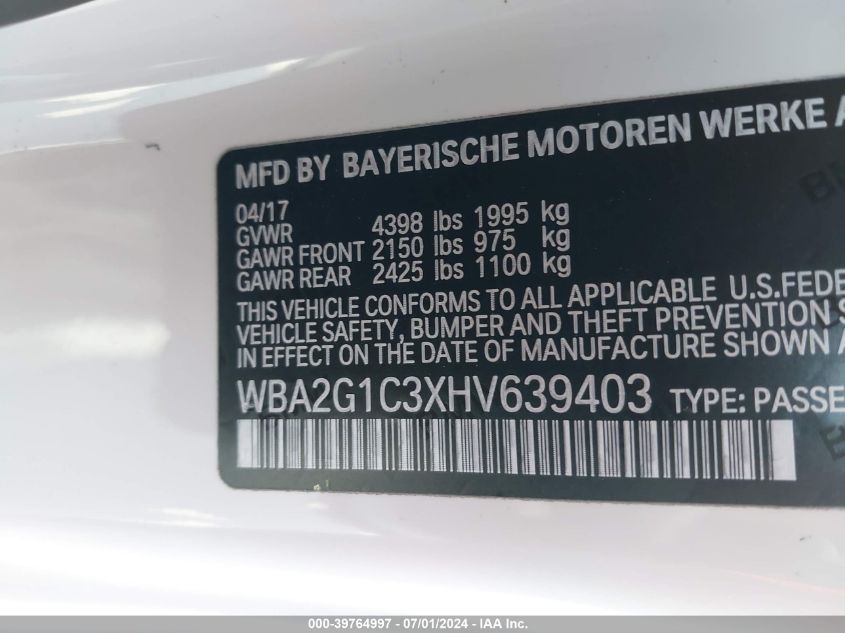 MFD BY BAYERISCHE MOTOREN WERKE
04/17
GVWR 4398 lbs 1995 kg
GAWR FRONT 2150 lbs 975 kg
GAWR REAR 2425 lbs 1100 kg
THIS VEHICLE CONFORMS TO ALL APPLICABLE U.S.FEDE
VEHICLE SAFETY, BUMPER AND THEFT PREVENTION S
IN EFFECT ON THE DATE OF MANUFACTURE SHOWN A
WBA2G1C3XHV639403 TYPE: PASSE
000-39764997 - 07/01/2024 - IAA Inc.